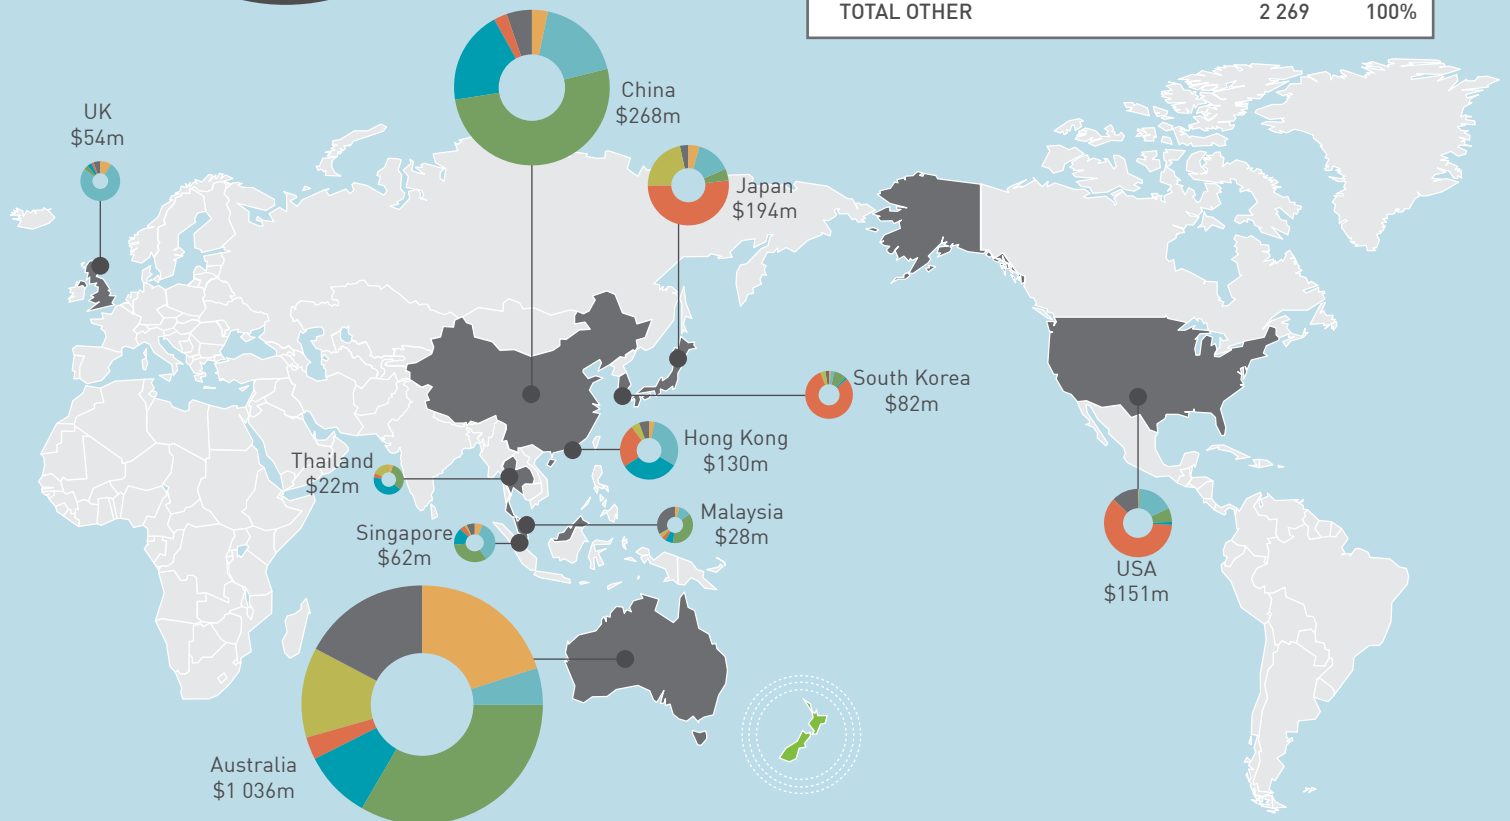 TOTAL OTHER 2 269 100%
China
$268m
UK
$54m
Japan
$194m
South Korea
$82m
Hong Kong
$130m
Thailand
$22m
Malaysia
$28m
Singapore
$62m
USA
$151m
Australia
$1 036m